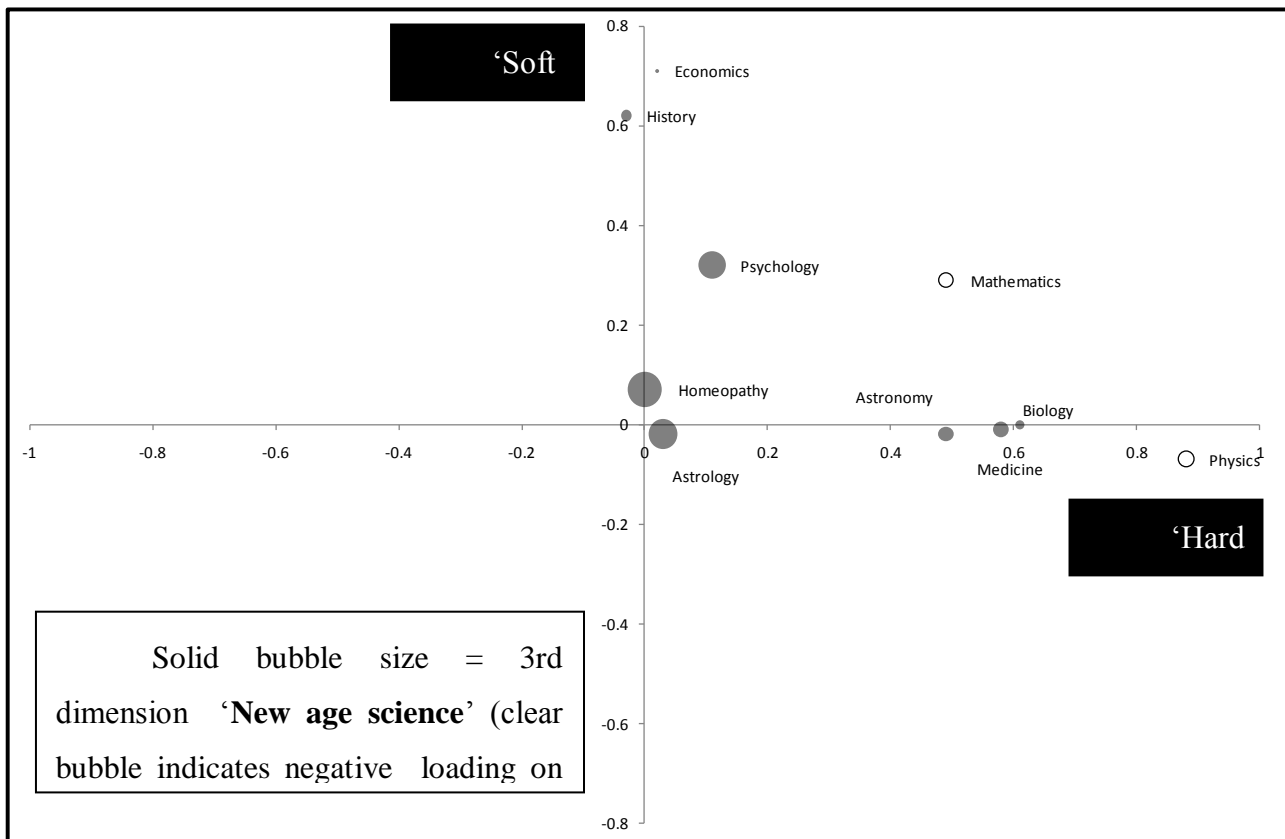 0.8
‘Soft
Economics
History
0.6
0.4
Psychology
Mathematics
0.2
Homeopathy
Astronomy
Biology
0
-1
-0.8
-0.6
-0.4
-0.2
0
0.2
0.4
0.6
0.8
1
Physics
Astrology
Medicine
-0.2
‘Hard
-0.4
Solid bubble size = 3rd
dimension ‘New age science’ (clear
bubble indicates negative loading on
-0.6
-0.8